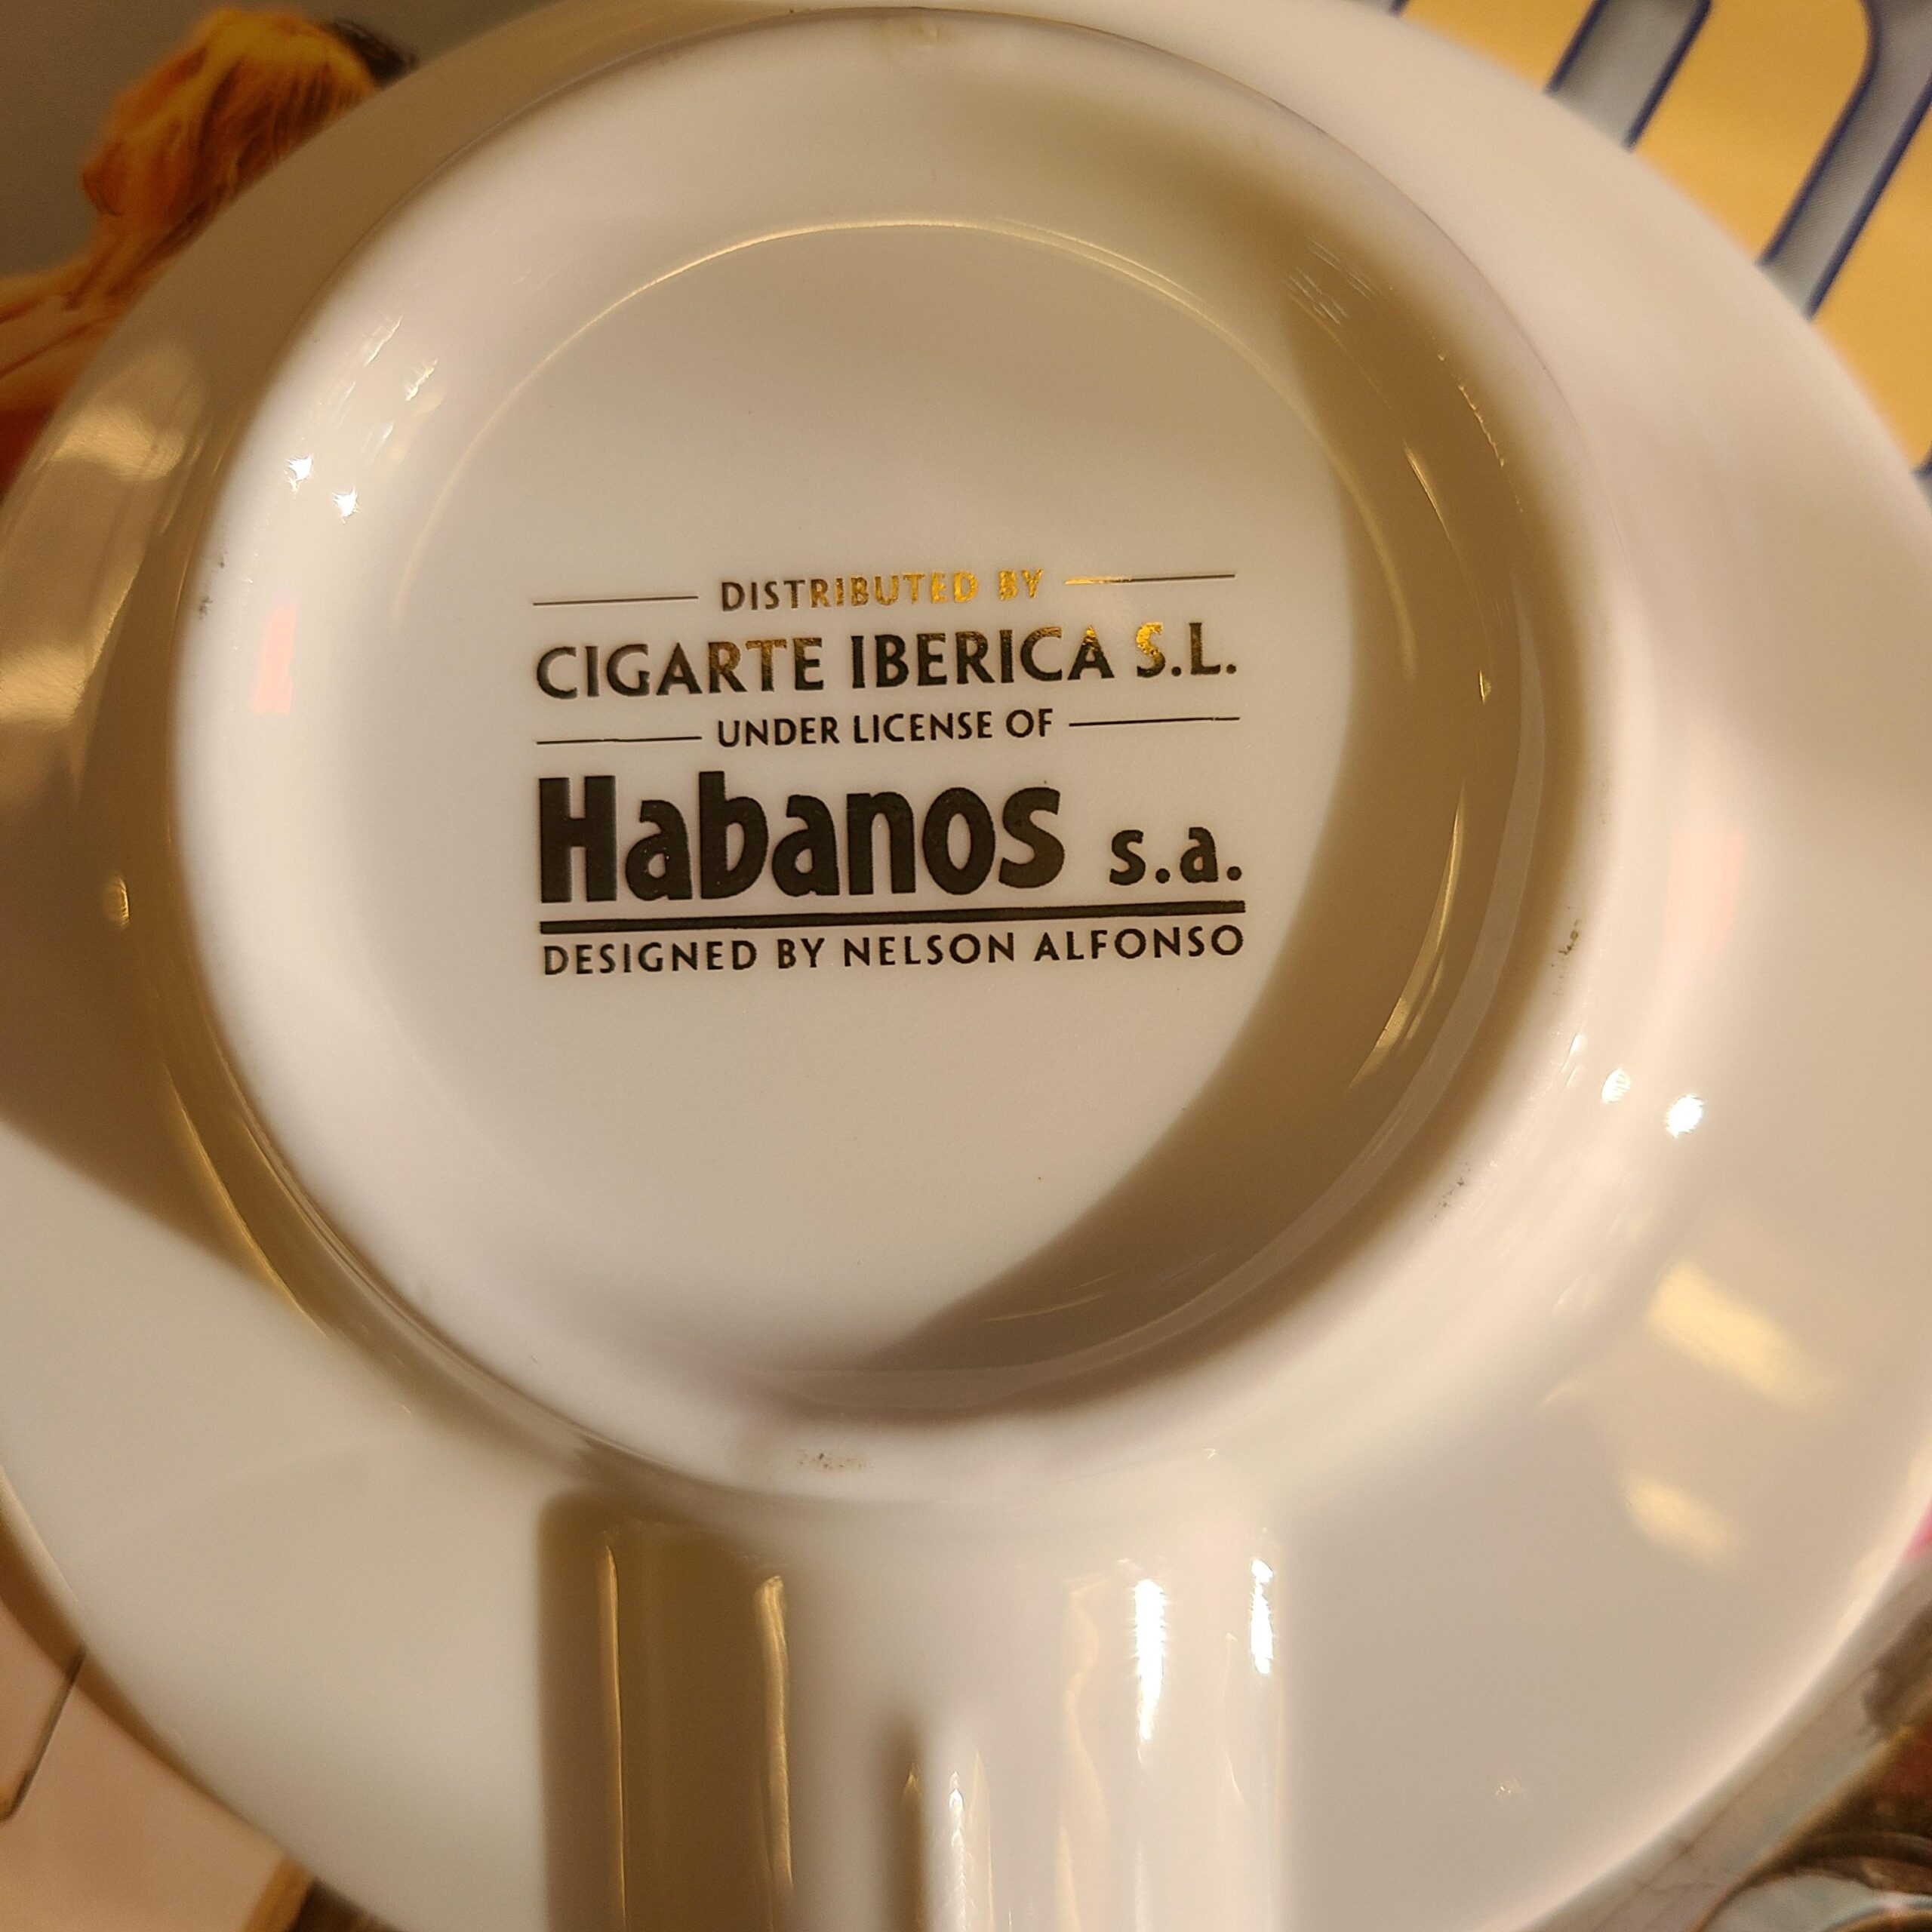 DISTRIBUTED BY
CIGARTE IBERICA S.L.
UNDER LICENSE OF
Habanos s.a.
DESIGNED BY NELSON ALFONSO